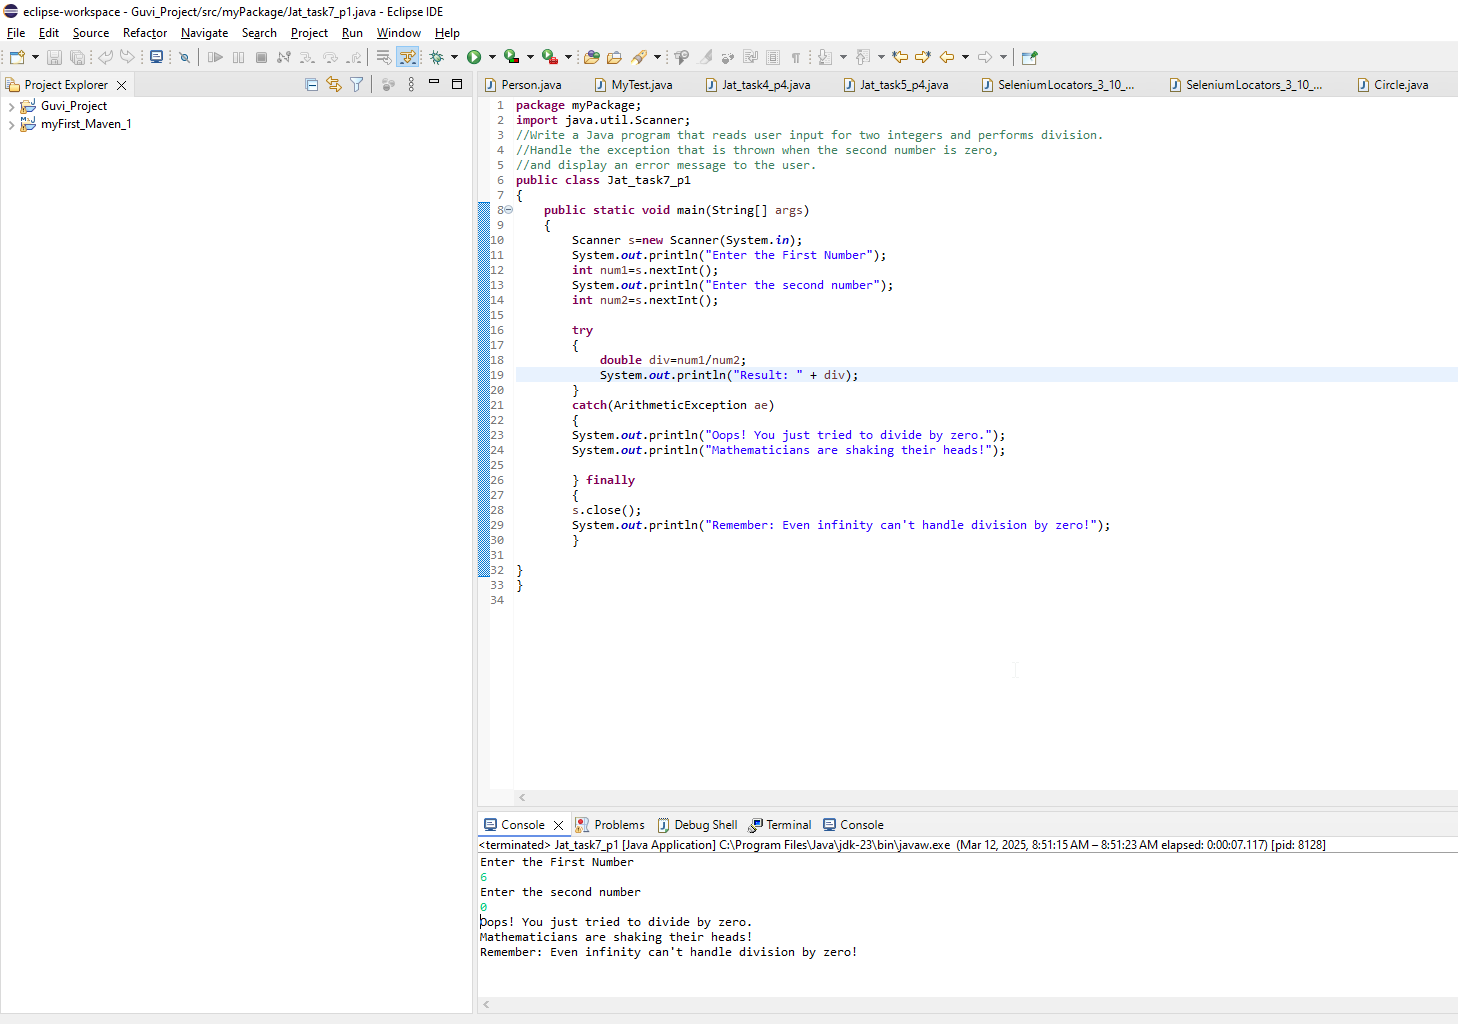 eclipse-workspace - Guvi_Project/src/myPackage/Jat_task7_p1.java - Eclipse IDE
File Edit Source Refactor Navigate Search Project Run Window Help
Project Explorer
Guvi_Project
myFirst_Maven_1
Person.java MyTest.java Jat_task4_p4.java Jat_task5_p4.java SeleniumLocators_3_10_... SeleniumLocators_3_10_... Circle.java
1 package myPackage;
2 import java.util.Scanner;
3 //Write a Java program that reads user input for two integers and performs division.
4 //Handle the exception that is thrown when the second number is zero,
5 //and display an error message to the user.
6 public class Jat_task7_p1
7 {
8 public static void main(String[] args)
9 {
10 Scanner s=new Scanner(System.in);
11 System.out.println("Enter the First Number");
12 int num1=s.nextInt();
13 System.out.println("Enter the second number");
14 int num2=s.nextInt();
15
16 try
17 {
18 double div=num1/num2;
19 System.out.println("Result: " + div);
20 }
21 catch(ArithmeticException ae)
22 {
23 System.out.println("Oops! You just tried to divide by zero.");
24 System.out.println("Mathematicians are shaking their heads!");
25
26 } finally
27 {
28 s.close();
29 System.out.println("Remember: Even infinity can't handle division by zero!");
30 }
31
32 }
33 }
34
Console Problems Debug Shell Terminal Console
<terminated> Jat_task7_p1 [Java Application] C:\Program Files\Java\jdk-23\bin\javaw.exe (Mar 12, 2025, 8:51:15 AM – 8:51:23 AM elapsed: 0:00:07.117) [pid: 8128]
Enter the First Number
6
Enter the second number
0
Oops! You just tried to divide by zero.
Mathematicians are shaking their heads!
Remember: Even infinity can't handle division by zero!